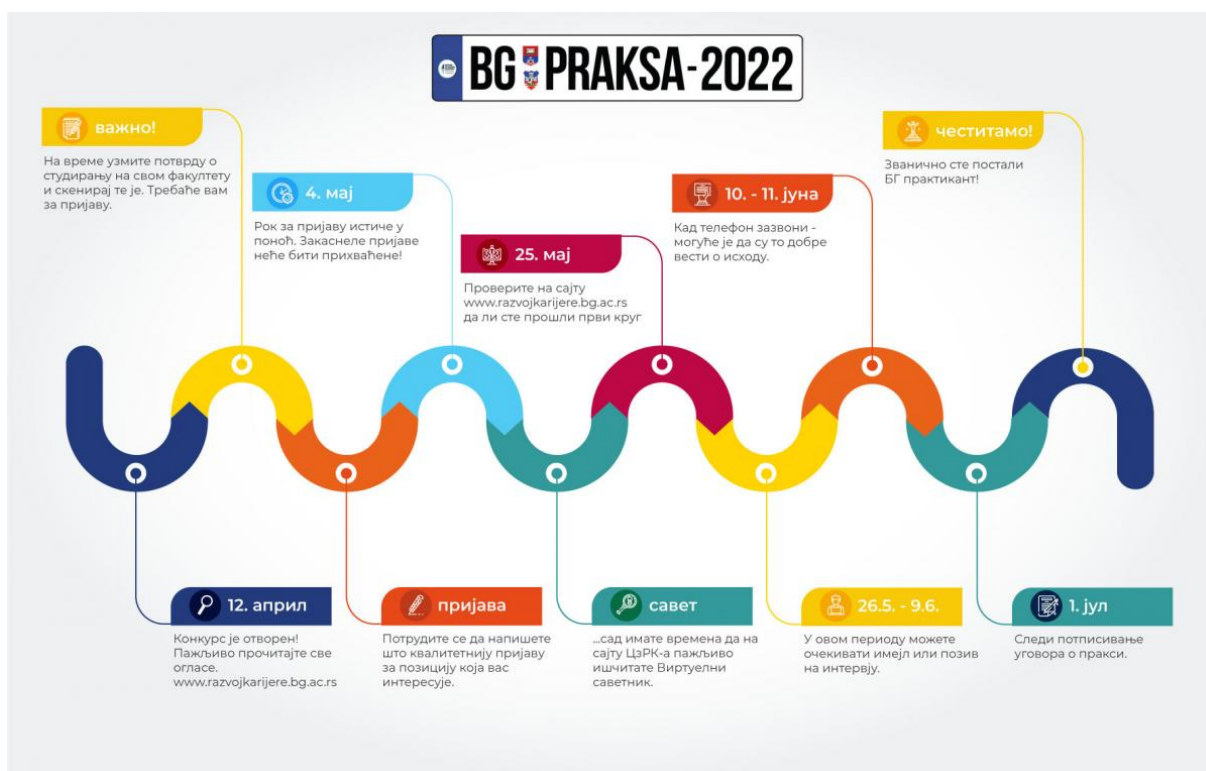 BG PRAKSA-2022
важно!
На време узмите потврду о
студирању на свом факултету
и скенирај те је. Требаће вам
за пријаву.
4. мај
Рок за пријаву истиче у
поноћ. Закаснеле пријаве
неће бити прихваћене!
25. мај
Проверите на сајту
www.razvojkarijere.bg.ac.rs
да ли сте прошли први круг
10. - 11. јуна
Кад телефон зазвони -
могуће је да су то добре
вести о исходу.
честитамо!
Званично сте постали
БГ практикант!
12. април
Конкурс је отворен!
Пажљиво прочитајте све
огласе.
www.razvojkarijere.bg.ac.rs
пријава
Потрудите се да напишете
што квалитетнију пријаву
за позицију која вас
интересује.
савет
...сад имате времена да на
сајту ЦзРК-а пажљиво
ишчитате Виртуелни
саветник.
26.5. - 9.6.
У овом периоду можете
очекивати имејл или позив
на интервју.
1. јул
Следи потписивање
уговора о пракси.